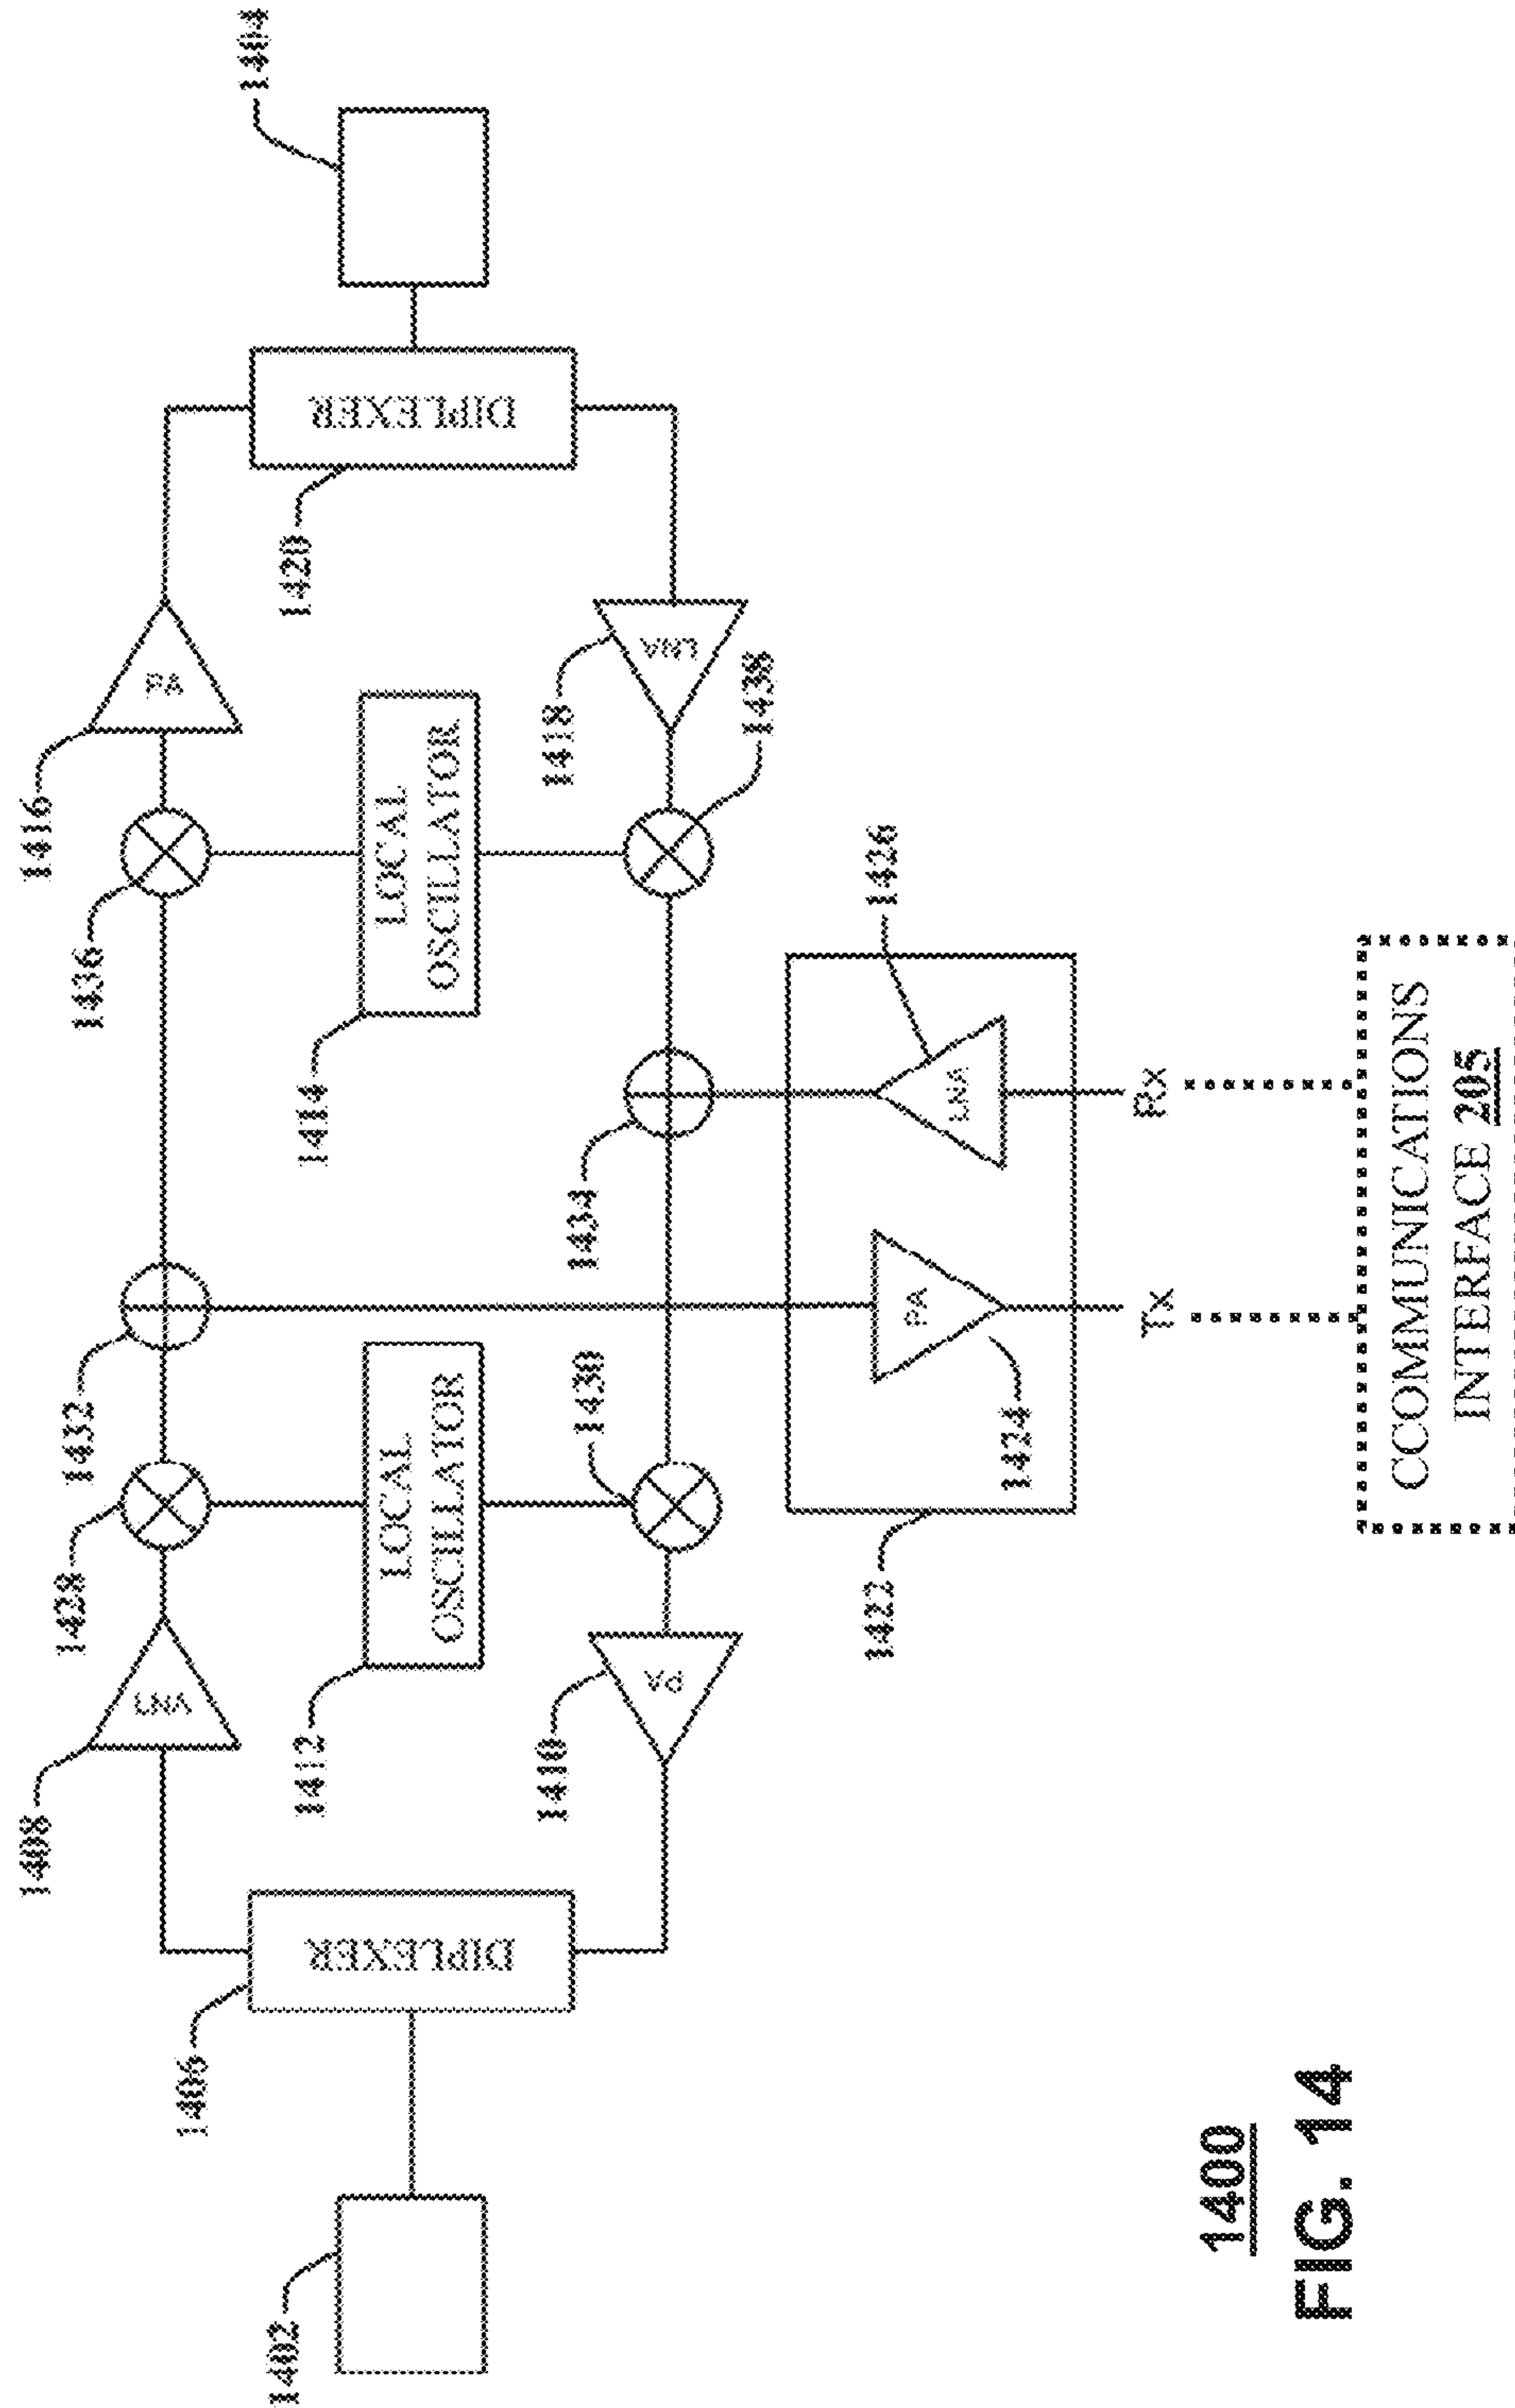 1404
1416
PA
1436
DIPLEXER
1420
LOCAL
OSCILLATOR
1414
LNA
1418
1438
1432
1434
1426
LNA
Rx
PA
1424
Tx
1422
CCOMMUNICATIONS
INTERFACE 205
1428
LOCAL
OSCILLATOR
1430
1412
LNA
1408
PA
1410
DIPLEXER
1406
1402
1400
FIG. 14